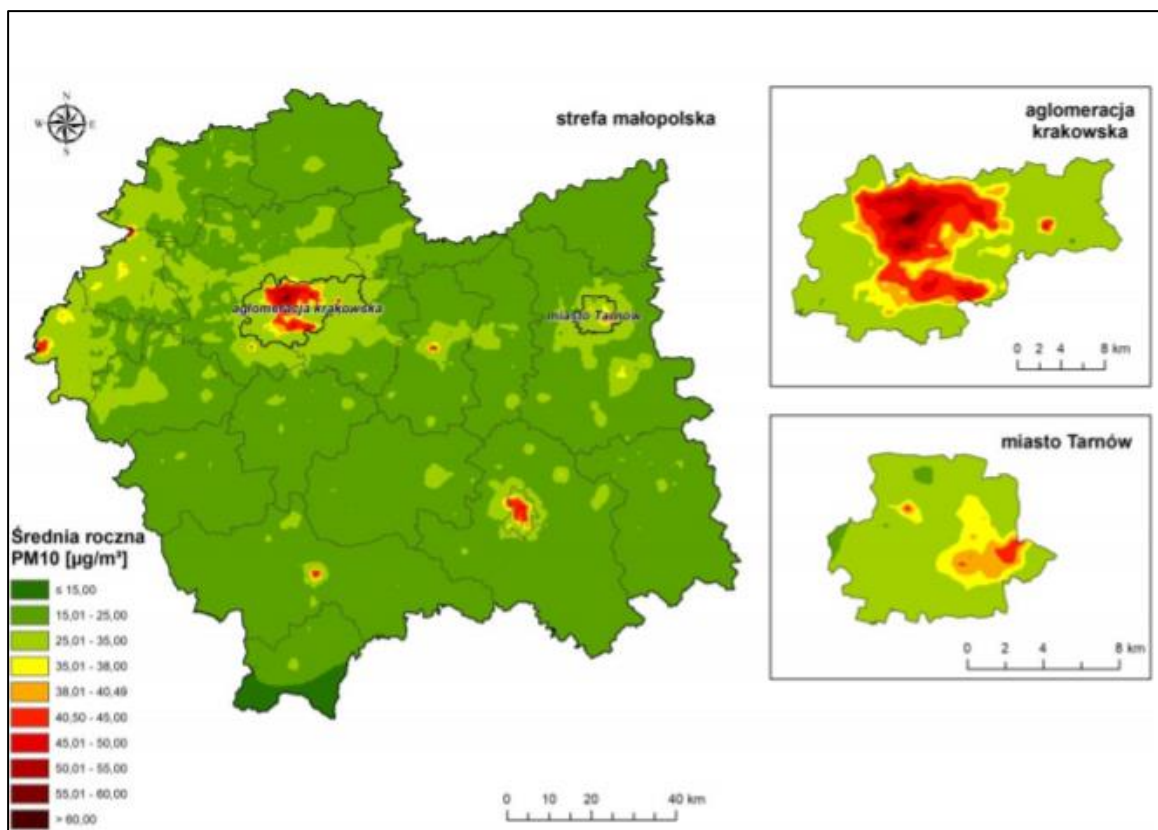 N
W E
S
strefa małopolska
aglomeracja krakowska
miasto Tarnów
Średnia roczna
PM10 [µg/m³]
≤ 15,00
15,01 - 25,00
25,01 - 35,00
35,01 - 38,00
38,01 - 40,49
40,50 - 45,00
45,01 - 50,00
50,01 - 55,00
55,01 - 60,00
> 60,00
0 10 20 40 km
aglomeracja
krakowska
0 2 4 8 km
miasto Tarnów
0 2 4 8 km